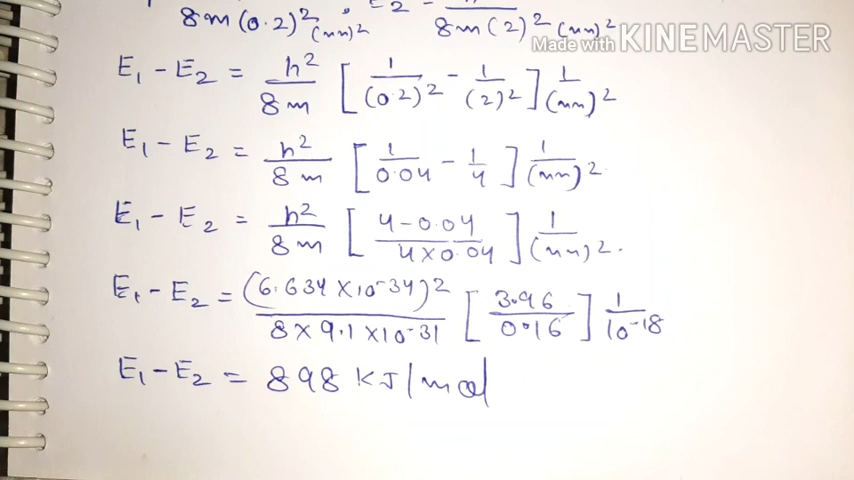 8m(0.2)²(nm)² , E2 = 8m(2)²(nm)²
Made with KINEMASTER
E₁ - E₂ = h²/8m [1/(0.2)² - 1/(2)²] 1/(nm)²
E₁ - E₂ = h²/8m [1/0.04 - 1/4] 1/(nm)².
E₁ - E₂ = h²/8m [4-0.04/4×0.04] 1/(nm)².
E₁ - E₂ = (6.634×10-34)²/8×9.1×10-31 [3.96/0.16] 1/10-18
E₁ - E₂ = 898 KJ/mol